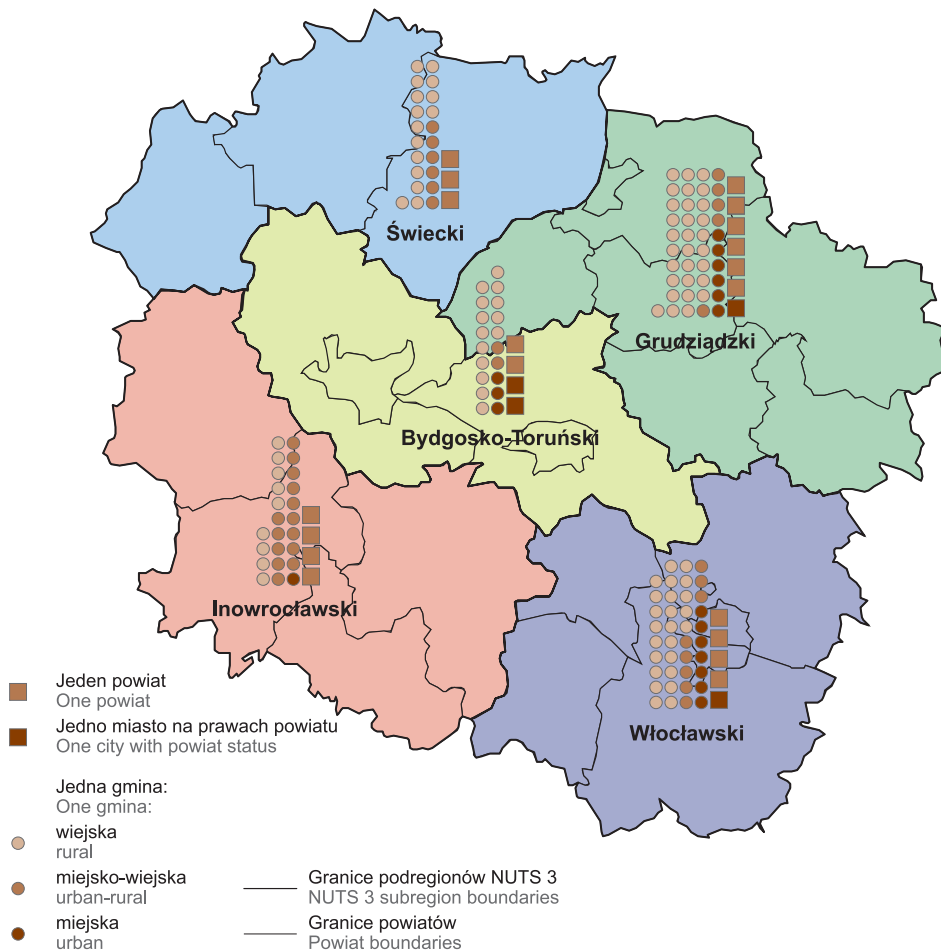 Świecki
Grudziądzki
Bydgosko-Toruński
Inowrocławski
Włocławski
Jeden powiat
One powiat
Jedno miasto na prawach powiatu
One city with powiat status
Jedna gmina:
One gmina:
wiejska
rural
miejsko-wiejska
urban-rural
miejska
urban
Granice podregionów NUTS 3
NUTS 3 subregion boundaries
Granice powiatów
Powiat boundaries